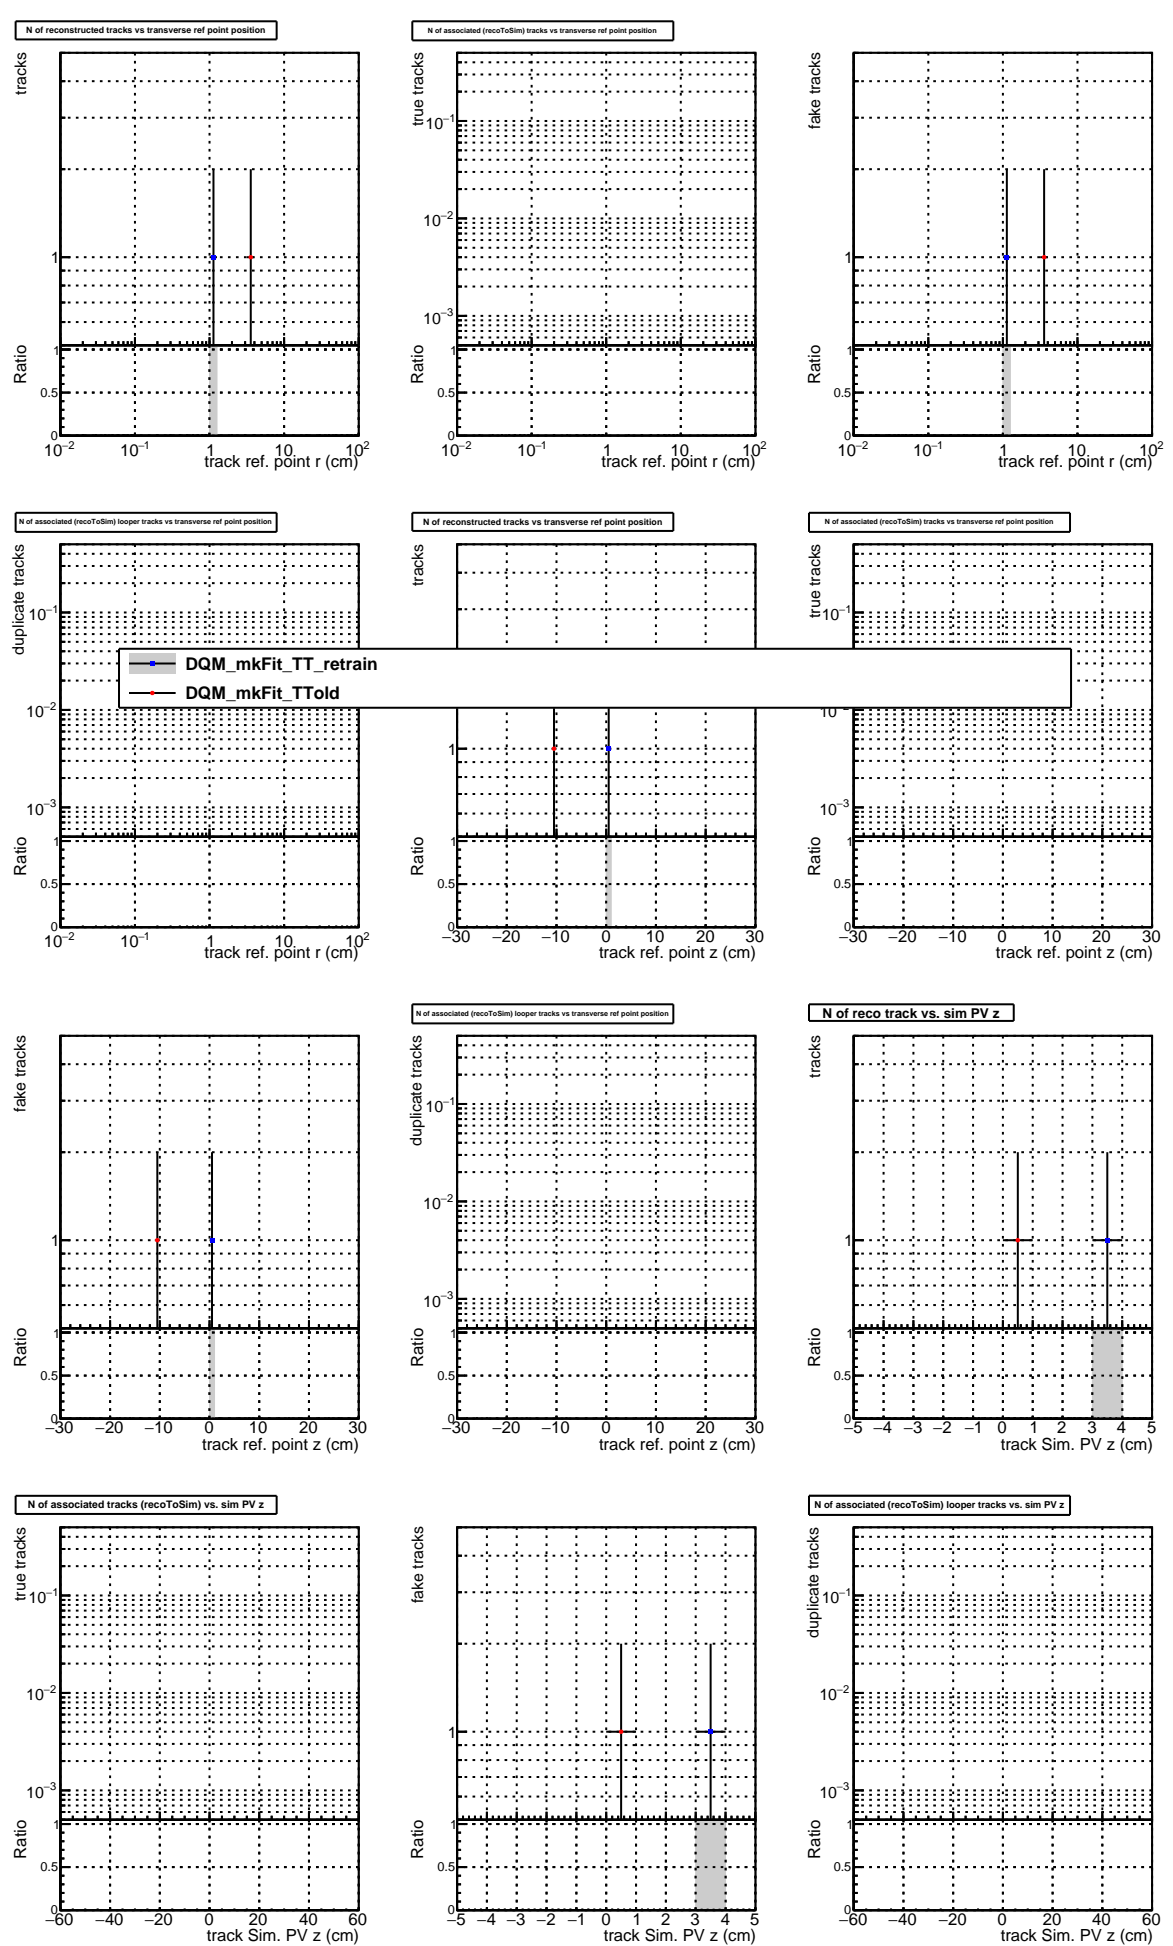 N of reconstructed tracks vs transverse ref point position
tracks
1
Ratio
1
0.5
0
10−2 10−1 1 10 102
track ref. point r (cm)
N of associated (recoToSim) tracks vs transverse ref point position
true tracks
10−1
10−2
10−3
Ratio
1
0.5
0
10−2 10−1 1 10 102
track ref. point r (cm)
fake tracks
1
Ratio
1
0.5
0
10−2 10−1 1 10 102
track ref. point r (cm)
N of associated (recoToSim) looper tracks vs transverse ref point position
duplicate tracks
10−1
10−2
10−3
Ratio
1
0.5
0
10−2 10−1 1 10 102
track ref. point r (cm)
N of reconstructed tracks vs transverse ref point position
tracks
1
Ratio
1
0.5
0
−30 −20 −10 0 10 20 30
track ref. point z (cm)
N of associated (recoToSim) tracks vs transverse ref point position
true tracks
10−1
10−2
10−3
Ratio
1
0.5
0
−30 −20 −10 0 10 20 30
track ref. point z (cm)
DQM_mkFit_TT_retrain
DQM_mkFit_TTold
fake tracks
1
Ratio
1
0.5
0
−30 −20 −10 0 10 20 30
track ref. point z (cm)
N of associated (recoToSim) looper tracks vs transverse ref point position
duplicate tracks
10−1
10−2
10−3
Ratio
1
0.5
0
−30 −20 −10 0 10 20 30
track ref. point z (cm)
N of reco track vs. sim PV z
tracks
1
Ratio
1
0.5
0
−5 −4 −3 −2 −1 0 1 2 3 4 5
track Sim. PV z (cm)
N of associated tracks (recoToSim) vs. sim PV z
true tracks
10−1
10−2
10−3
Ratio
1
0.5
0
−60 −40 −20 0 20 40 60
track Sim. PV z (cm)
fake tracks
1
Ratio
1
0.5
0
−5 −4 −3 −2 −1 0 1 2 3 4 5
track Sim. PV z (cm)
N of associated (recoToSim) looper tracks vs. sim PV z
duplicate tracks
10−1
10−2
10−3
Ratio
1
0.5
0
−60 −40 −20 0 20 40 60
track Sim. PV z (cm)